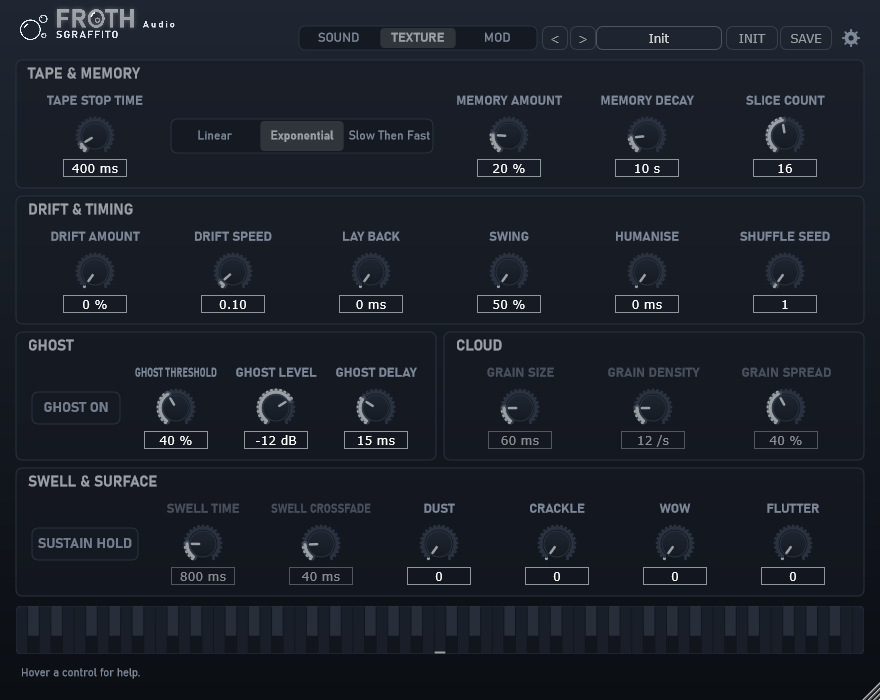 FROTH Audio
SGRAFFITO
SOUND TEXTURE MOD < > Init INIT SAVE
TAPE & MEMORY
TAPE STOP TIME MEMORY AMOUNT MEMORY DECAY SLICE COUNT
Linear Exponential Slow Then Fast
400 ms 20 % 10 s 16
DRIFT & TIMING
DRIFT AMOUNT DRIFT SPEED LAY BACK SWING HUMANISE SHUFFLE SEED
0 % 0.10 0 ms 50 % 0 ms 1
GHOST CLOUD
GHOST THRESHOLD GHOST LEVEL GHOST DELAY GRAIN SIZE GRAIN DENSITY GRAIN SPREAD
GHOST ON
40 % -12 dB 15 ms 60 ms 12 /s 40 %
SWELL & SURFACE
SWELL TIME SWELL CROSSFADE DUST CRACKLE WOW FLUTTER
SUSTAIN HOLD
800 ms 40 ms 0 0 0 0
Hover a control for help.